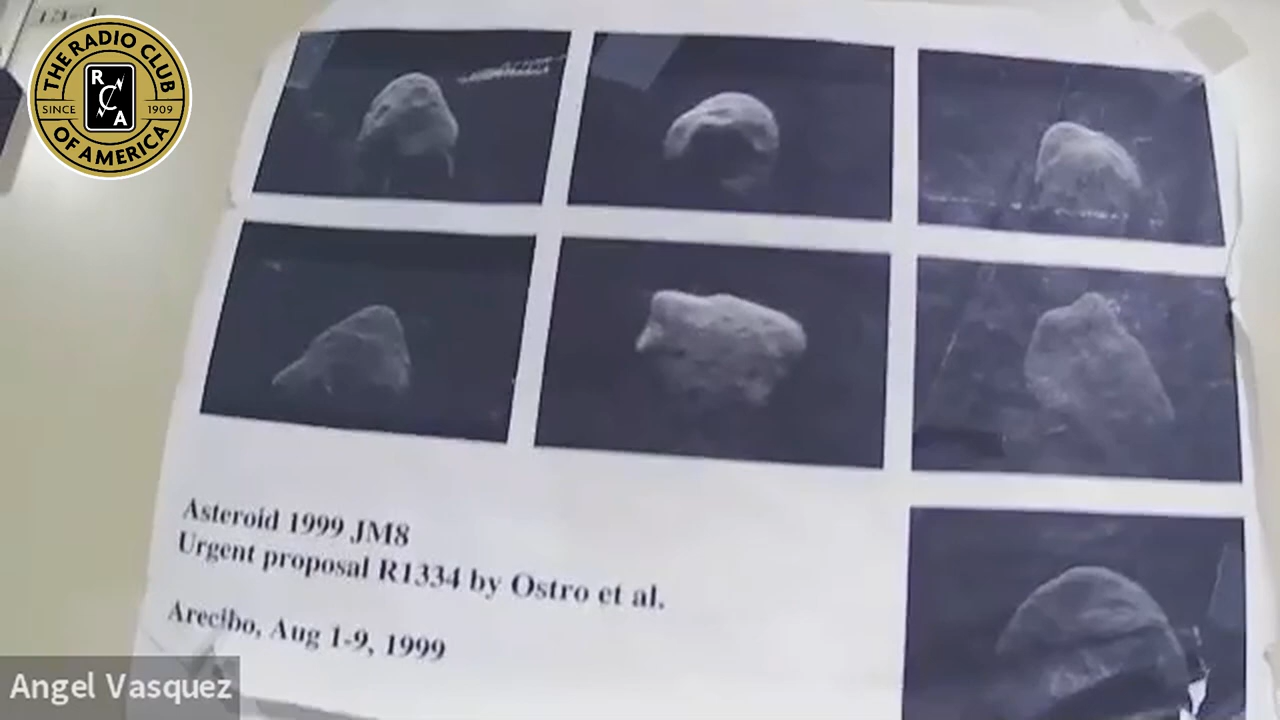 THE RADIO CLUB
SINCE 1909
RCA
OF AMERICA
Asteroid 1999 JM8
Urgent proposal R1334 by Ostro et al.
Arecibo, Aug 1-9, 1999
Angel Vasquez